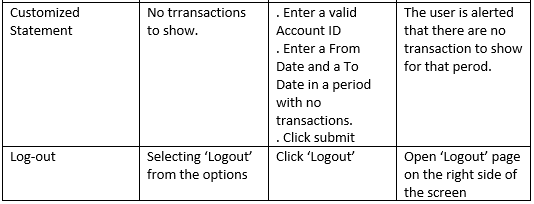 Customized
Statement
No trransactions
to show.
. Enter a valid
Account ID
. Enter a From
Date and a To
Date in a period
with no
transactions.
. Click submit
The user is alerted
that there are no
transaction to show
for that perod.
Log-out
Selecting ‘Logout’
from the options
Click ‘Logout’
Open ‘Logout’ page
on the right side of
the screen